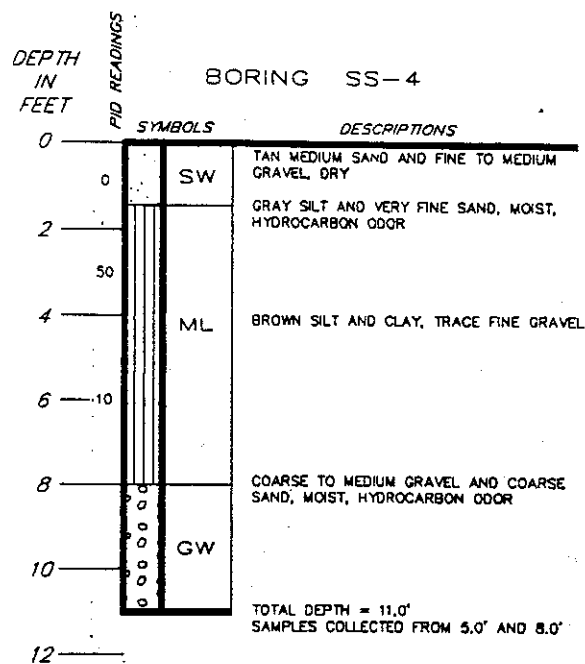 DEPTH
IN
FEET
PID READINGS
BORING SS-4
SYMBOLS
DESCRIPTIONS
0
TAN MEDIUM SAND AND FINE TO MEDIUM
GRAVEL, DRY
0
SW
GRAY SILT AND VERY FINE SAND, MOIST,
HYDROCARBON ODOR
2
50
4
ML
BROWN SILT AND CLAY, TRACE FINE GRAVEL
6
10
8
COARSE TO MEDIUM GRAVEL AND COARSE
SAND, MOIST, HYDROCARBON ODOR
GW
10
TOTAL DEPTH = 11.0'
SAMPLES COLLECTED FROM 5.0' AND 8.0'
12